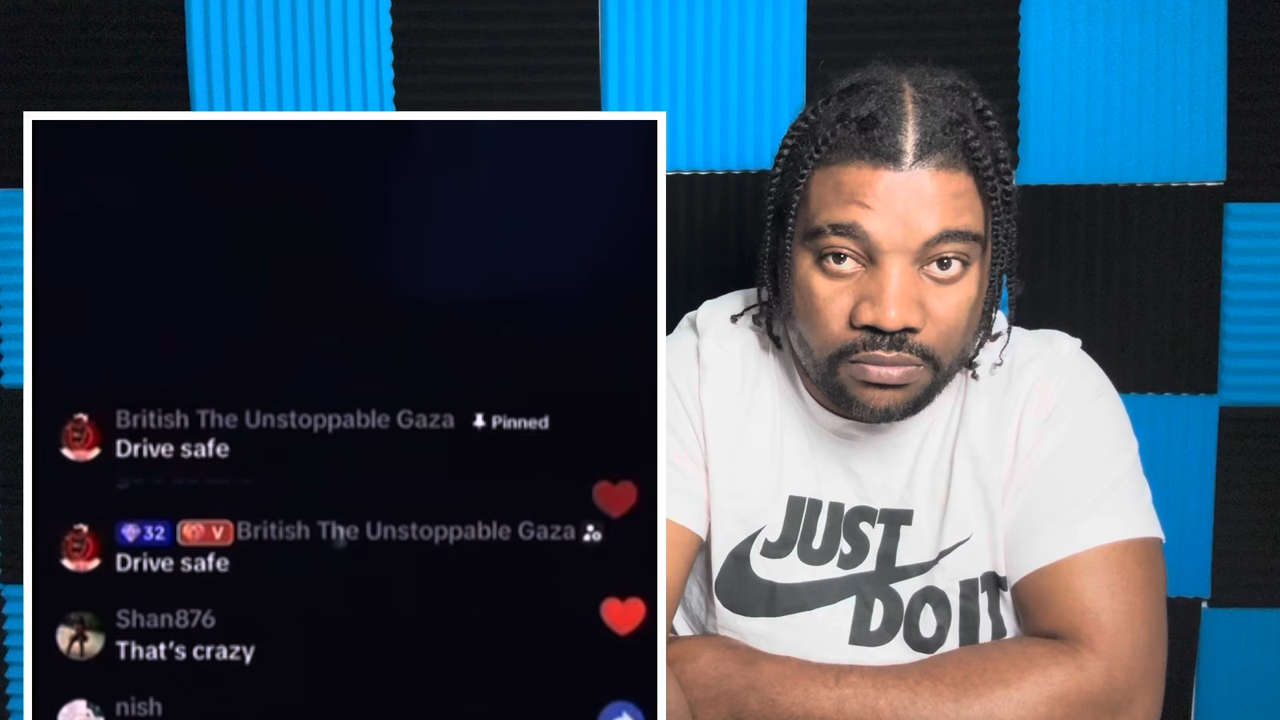 British The Unstoppable Gaza Pinned
Drive safe
32 V British The Unstoppable Gaza
Drive safe
Shan876
That's crazy
nish
JUST
DO IT